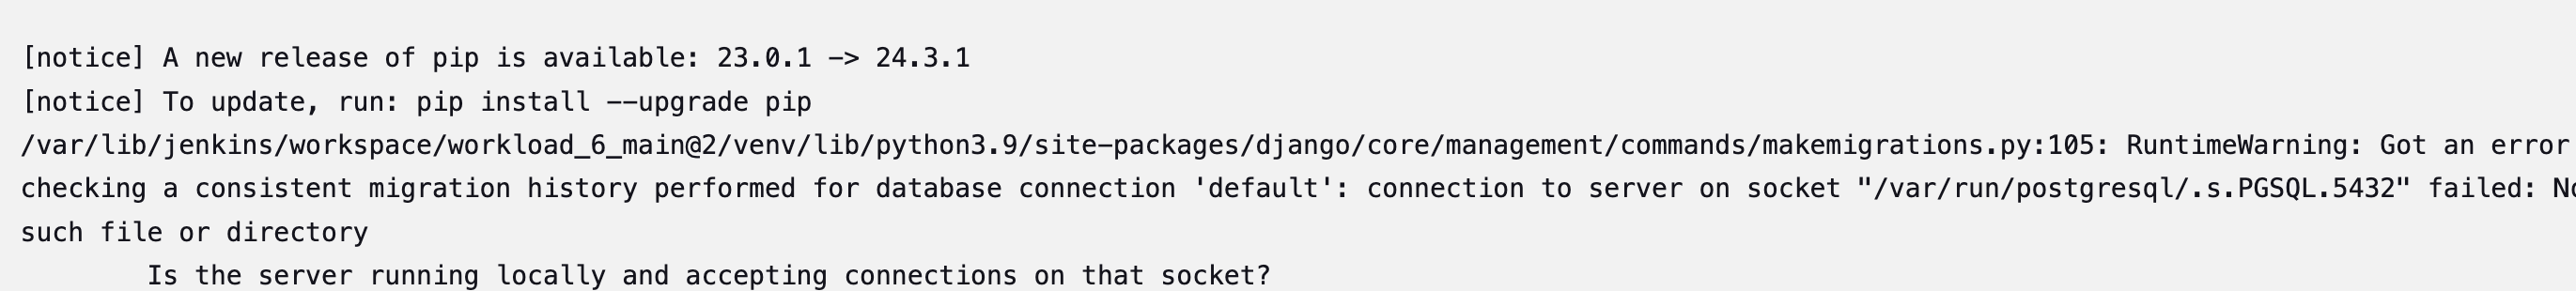 [notice] A new release of pip is available: 23.0.1 -> 24.3.1
[notice] To update, run: pip install --upgrade pip
/var/lib/jenkins/workspace/workload_6_main@2/venv/lib/python3.9/site-packages/django/core/management/commands/makemigrations.py:105: RuntimeWarning: Got an error
checking a consistent migration history performed for database connection 'default': connection to server on socket "/var/run/postgresql/.s.PGSQL.5432" failed: No
such file or directory
        Is the server running locally and accepting connections on that socket?